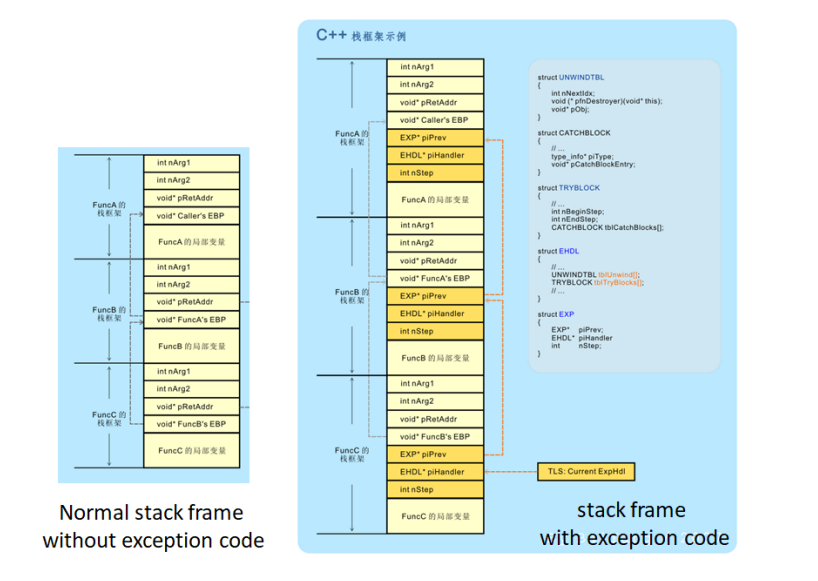 int nArg1
int nArg2
void* pRetAddr
void* Caller's EBP
FuncA 的局部变量
int nArg1
int nArg2
void* pRetAddr
void* FuncA's EBP
FuncB 的局部变量
int nArg1
int nArg2
void* pRetAddr
void* FuncB's EBP
FuncC 的局部变量
FuncA 的
栈框架
FuncB 的
栈框架
FuncC 的
栈框架
Normal stack frame
without exception code
C++ 栈框架示例
int nArg1
int nArg2
void* pRetAddr
void* Caller's EBP
EXP* piPrev
EHDL* piHandler
int nStep
FuncA 的局部变量
int nArg1
int nArg2
void* pRetAddr
void* FuncA's EBP
EXP* piPrev
EHDL* piHandler
int nStep
FuncB 的局部变量
int nArg1
int nArg2
void* pRetAddr
void* FuncB's EBP
EXP* piPrev
EHDL* piHandler
int nStep
FuncC 的局部变量
FuncA 的
栈框架
FuncB 的
栈框架
FuncC 的
栈框架
TLS: Current ExpHdl
struct UNWINDTBL
{
int nNextIdx;
void (* pfnDestroyer)(void* this);
void* pObj;
}
struct CATCHBLOCK
{
// ...
type_info* piType;
void* pCatchBlockEntry;
}
struct TRYBLOCK
{
// ...
int nBeginStep;
int nEndStep;
CATCHBLOCK tblCatchBlocks[];
}
struct EHDL
{
// ...
UNWINDTBL tblUnwind[];
TRYBLOCK tblTryBlocks[];
// ...
}
struct EXP
{
EXP* piPrev;
EHDL* piHandler
int nStep;
}
stack frame
with exception code